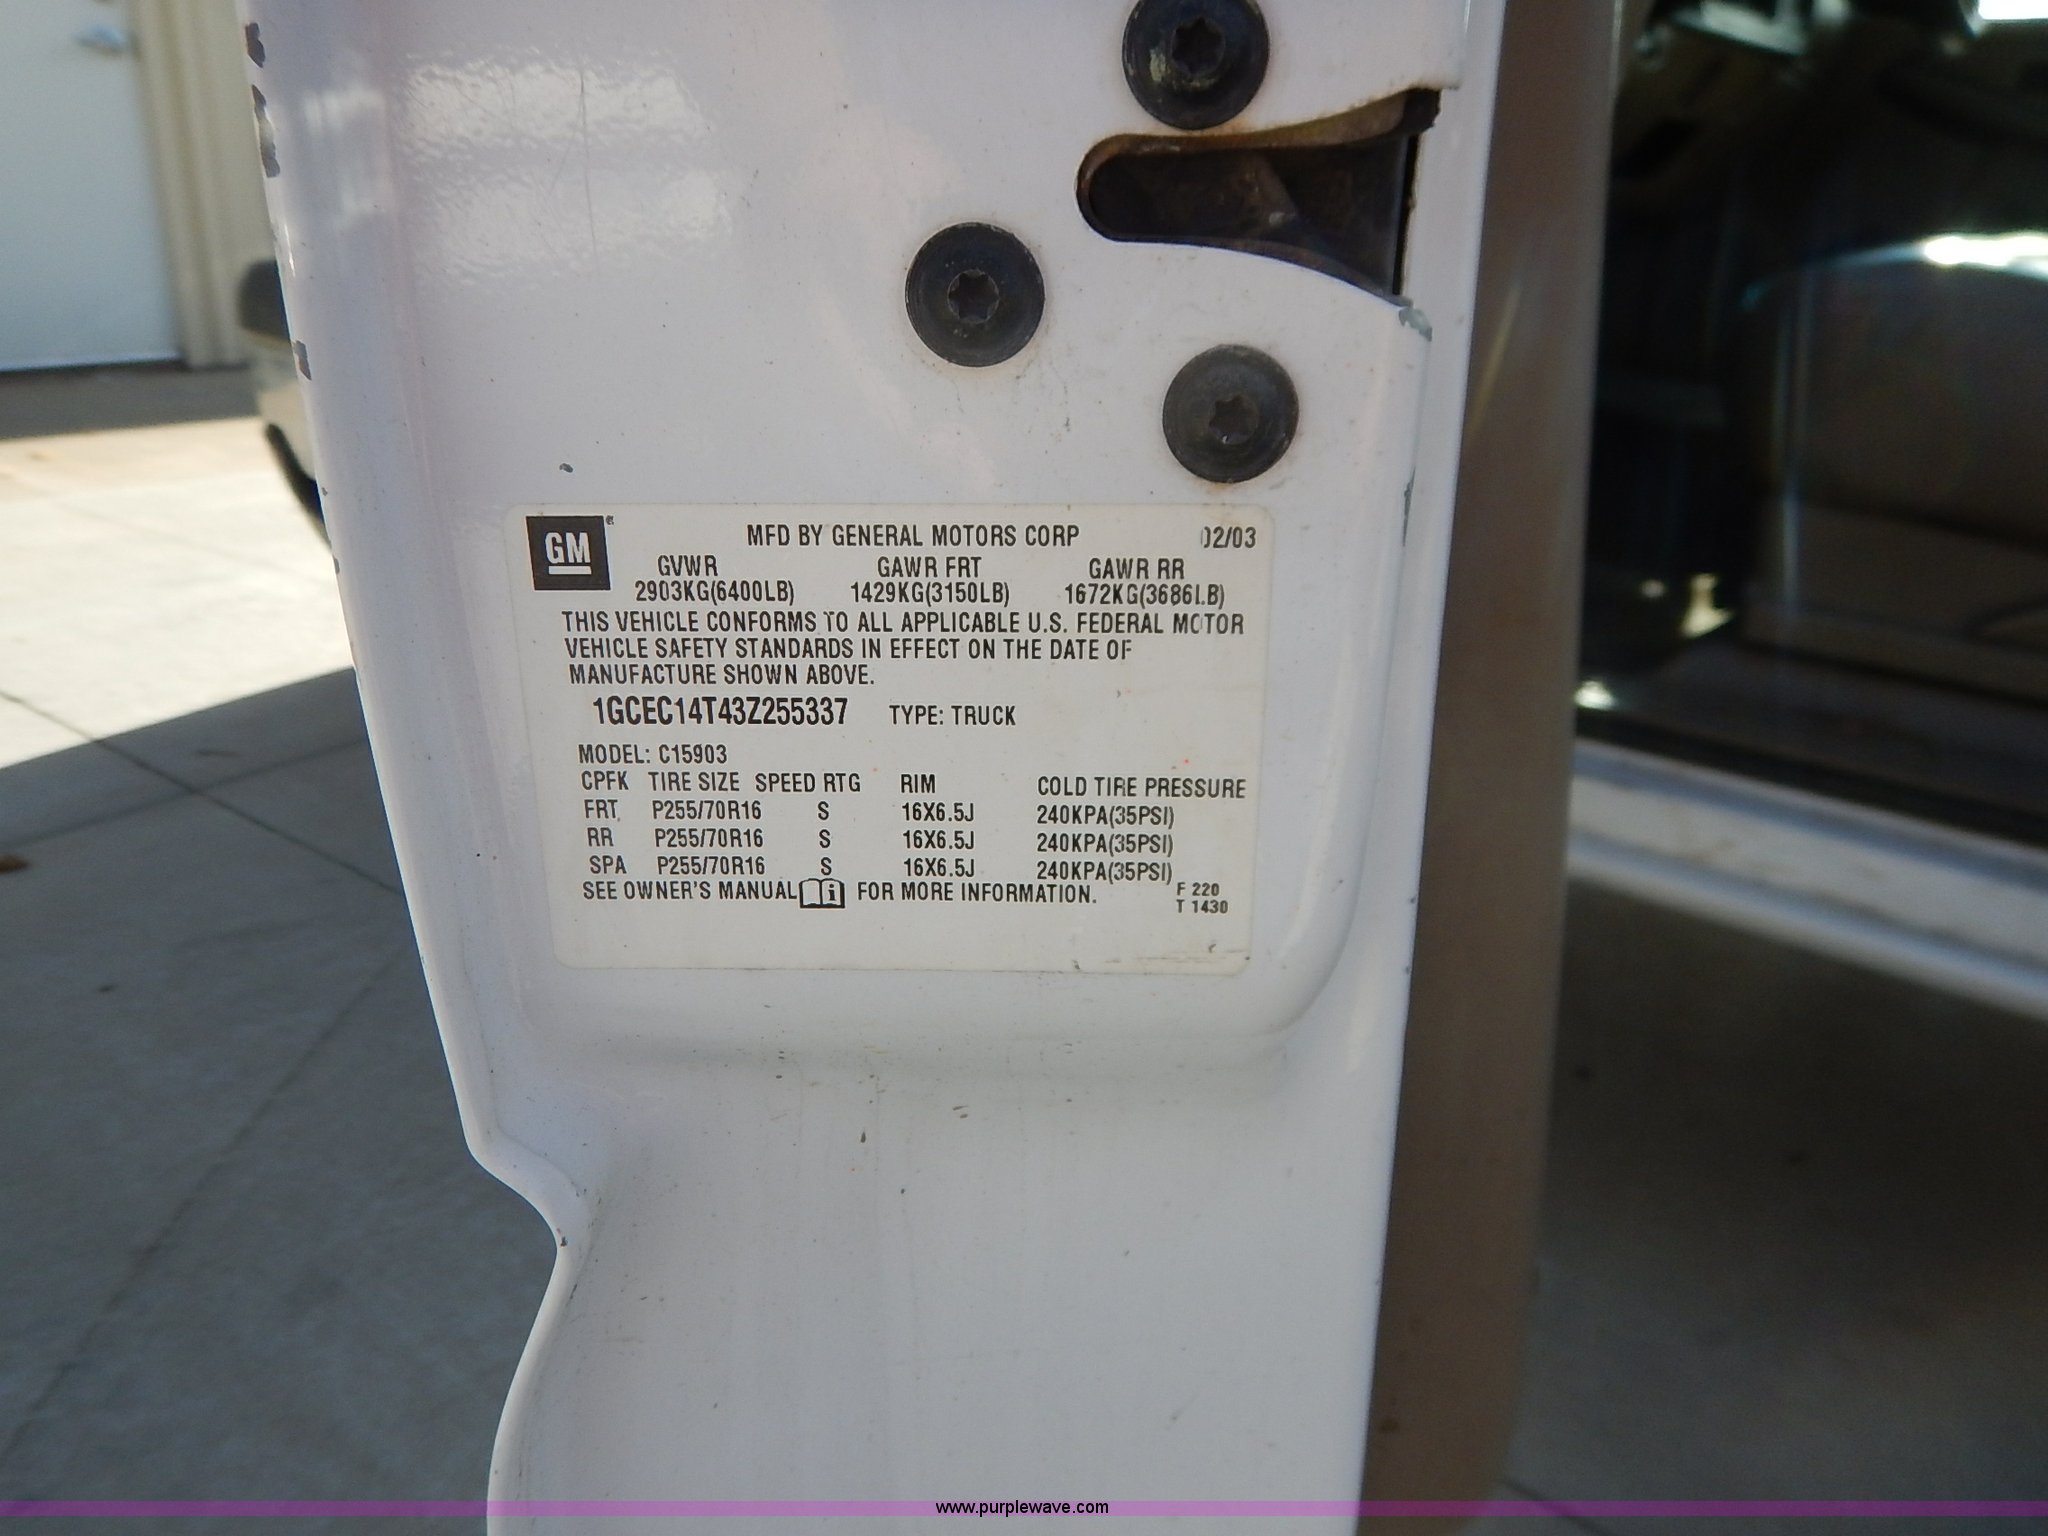 GM
MFD BY GENERAL MOTORS CORP 02/03
GVWR GAWR FRT GAWR RR
2903KG(6400LB) 1429KG(3150LB) 1672KG(3686LB)
THIS VEHICLE CONFORMS TO ALL APPLICABLE U.S. FEDERAL MOTOR
VEHICLE SAFETY STANDARDS IN EFFECT ON THE DATE OF
MANUFACTURE SHOWN ABOVE.
1GCEC14T43Z255337 TYPE: TRUCK
MODEL: C15903
CPFK TIRE SIZE SPEED RTG RIM COLD TIRE PRESSURE
FRT P255/70R16 S 16X6.5J 240KPA(35PSI)
RR P255/70R16 S 16X6.5J 240KPA(35PSI)
SPA P255/70R16 S 16X6.5J 240KPA(35PSI)
SEE OWNER'S MANUAL i FOR MORE INFORMATION.
F 220
T 1430
www.purplewave.com